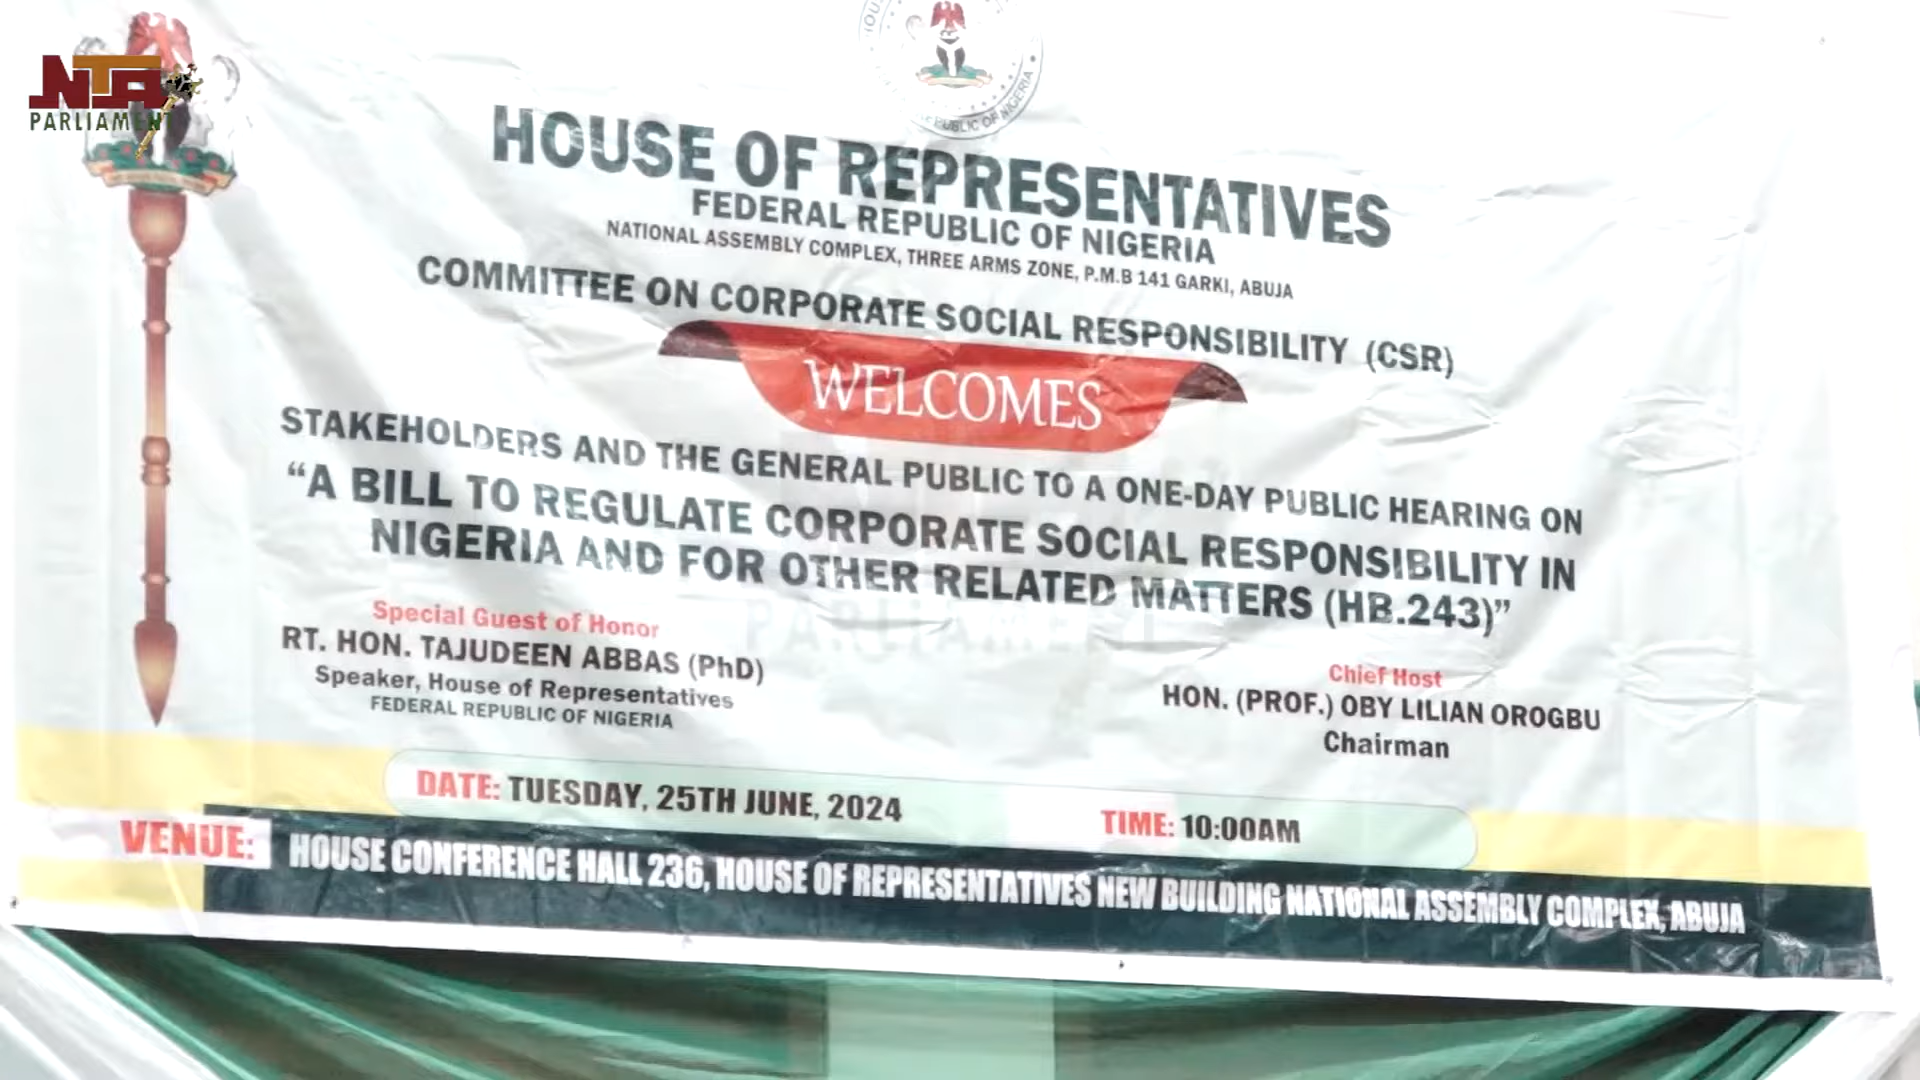 NTA
PARLIAMENT
PUBLIC OF NIGERIA
HOUSE OF REPRESENTATIVES
FEDERAL REPUBLIC OF NIGERIA
NATIONAL ASSEMBLY COMPLEX, THREE ARMS ZONE, P.M.B 141 GARKI, ABUJA
COMMITTEE ON CORPORATE SOCIAL RESPONSIBILITY (CSR)
WELCOMES
STAKEHOLDERS AND THE GENERAL PUBLIC TO A ONE-DAY PUBLIC HEARING ON
“A BILL TO REGULATE CORPORATE SOCIAL RESPONSIBILITY IN
NIGERIA AND FOR OTHER RELATED MATTERS (HB.243)”
PARLIAMENT
Special Guest of Honor
RT. HON. TAJUDEEN ABBAS (PhD)
Speaker, House of Representatives
FEDERAL REPUBLIC OF NIGERIA
Chief Host
HON. (PROF.) OBY LILIAN OROGBU
Chairman
DATE: TUESDAY, 25TH JUNE, 2024
TIME: 10:00AM
VENUE: HOUSE CONFERENCE HALL 236, HOUSE OF REPRESENTATIVES NEW BUILDING NATIONAL ASSEMBLY COMPLEX, ABUJA